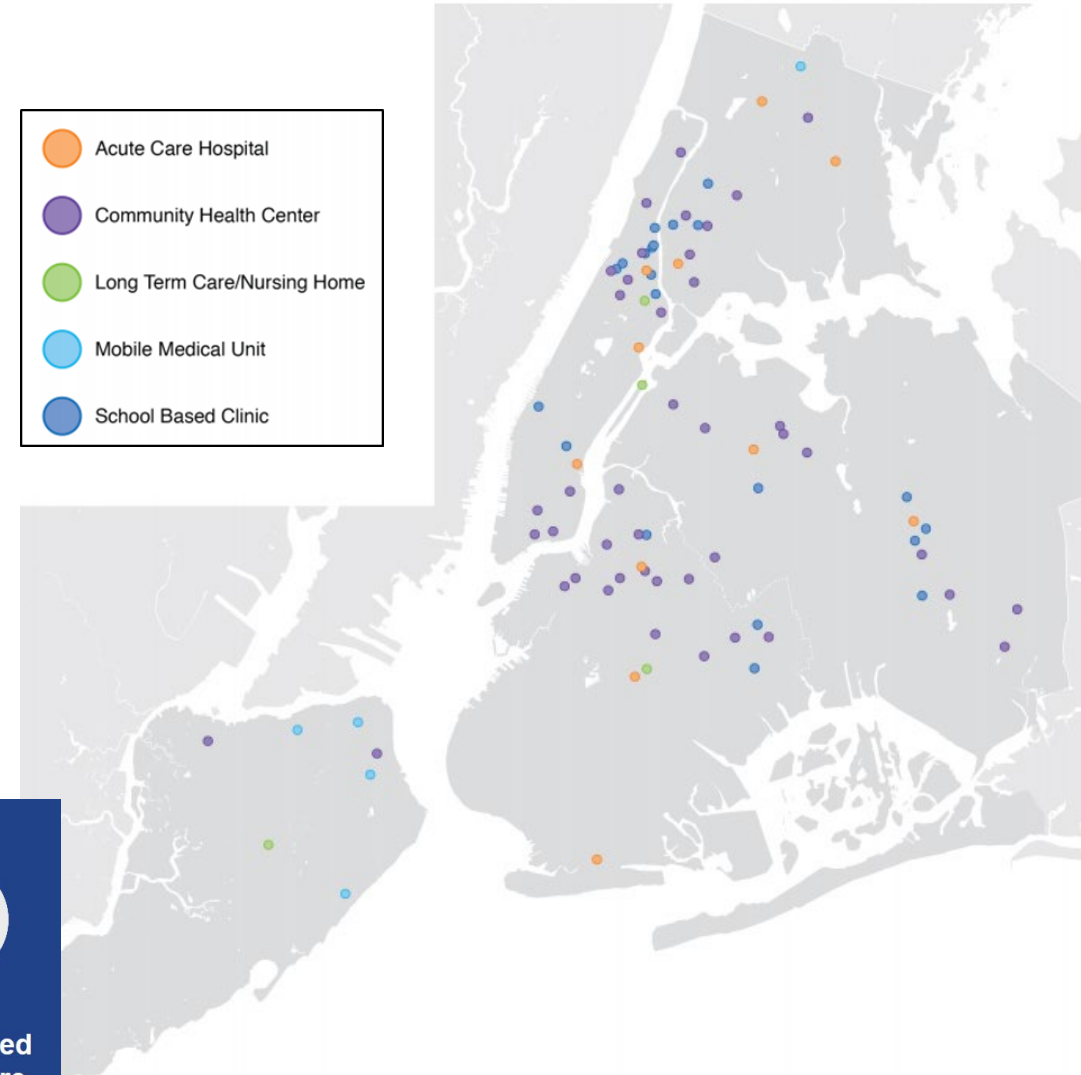 Acute Care Hospital
Community Health Center
Long Term Care/Nursing Home
Mobile Medical Unit
School Based Clinic
ed